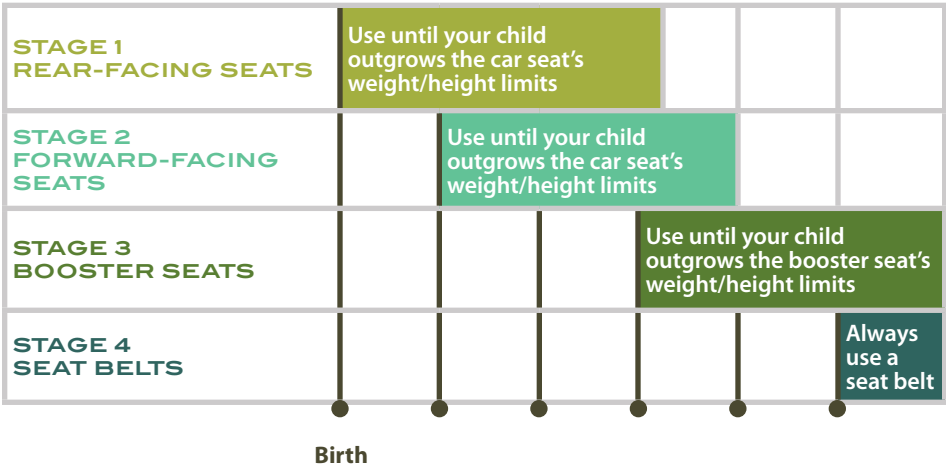 STAGE 1
REAR-FACING SEATS
Use until your child
outgrows the car seat's
weight/height limits
STAGE 2
FORWARD-FACING
SEATS
Use until your child
outgrows the car seat's
weight/height limits
STAGE 3
BOOSTER SEATS
Use until your child
outgrows the booster seat's
weight/height limits
STAGE 4
SEAT BELTS
Always
use a
seat belt
Birth